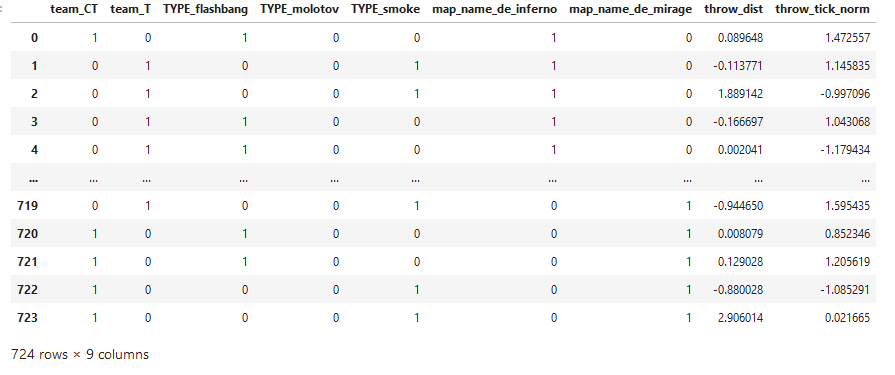 team_CT team_T TYPE_flashbang TYPE_molotov TYPE_smoke map_name_de_inferno map_name_de_mirage throw_dist throw_tick_norm
0 1 0 1 0 0 1 0 0.089648 1.472557
1 0 1 0 0 1 1 0 -0.113771 1.145835
2 0 1 0 0 1 1 0 1.889142 -0.997096
3 0 1 1 0 0 1 0 -0.166697 1.043068
4 0 1 1 0 0 1 0 0.002041 -1.179434
... ... ... ... ... ... ... ... ... ...
719 0 1 0 0 1 0 1 -0.944650 1.595435
720 1 0 1 0 0 0 1 0.008079 0.852346
721 1 0 1 0 0 0 1 0.129028 1.205619
722 1 0 0 0 1 0 1 -0.880028 -1.085291
723 1 0 0 0 1 0 1 2.906014 0.021665
724 rows × 9 columns